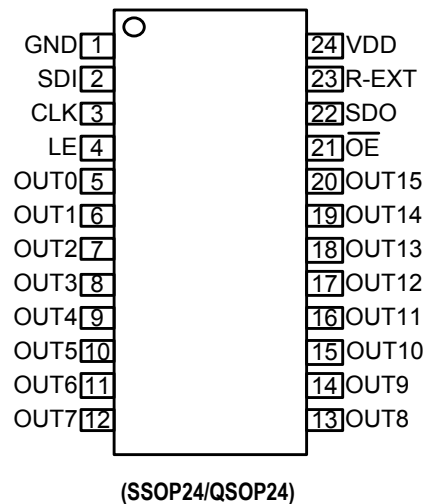 GND 1 24 VDD
SDI 2 23 R-EXT
CLK 3 22 SDO
LE 4 21 O̅E̅
OUT0 5 20 OUT15
OUT1 6 19 OUT14
OUT2 7 18 OUT13
OUT3 8 17 OUT12
OUT4 9 16 OUT11
OUT5 10 15 OUT10
OUT6 11 14 OUT9
OUT7 12 13 OUT8
(SSOP24/QSOP24)